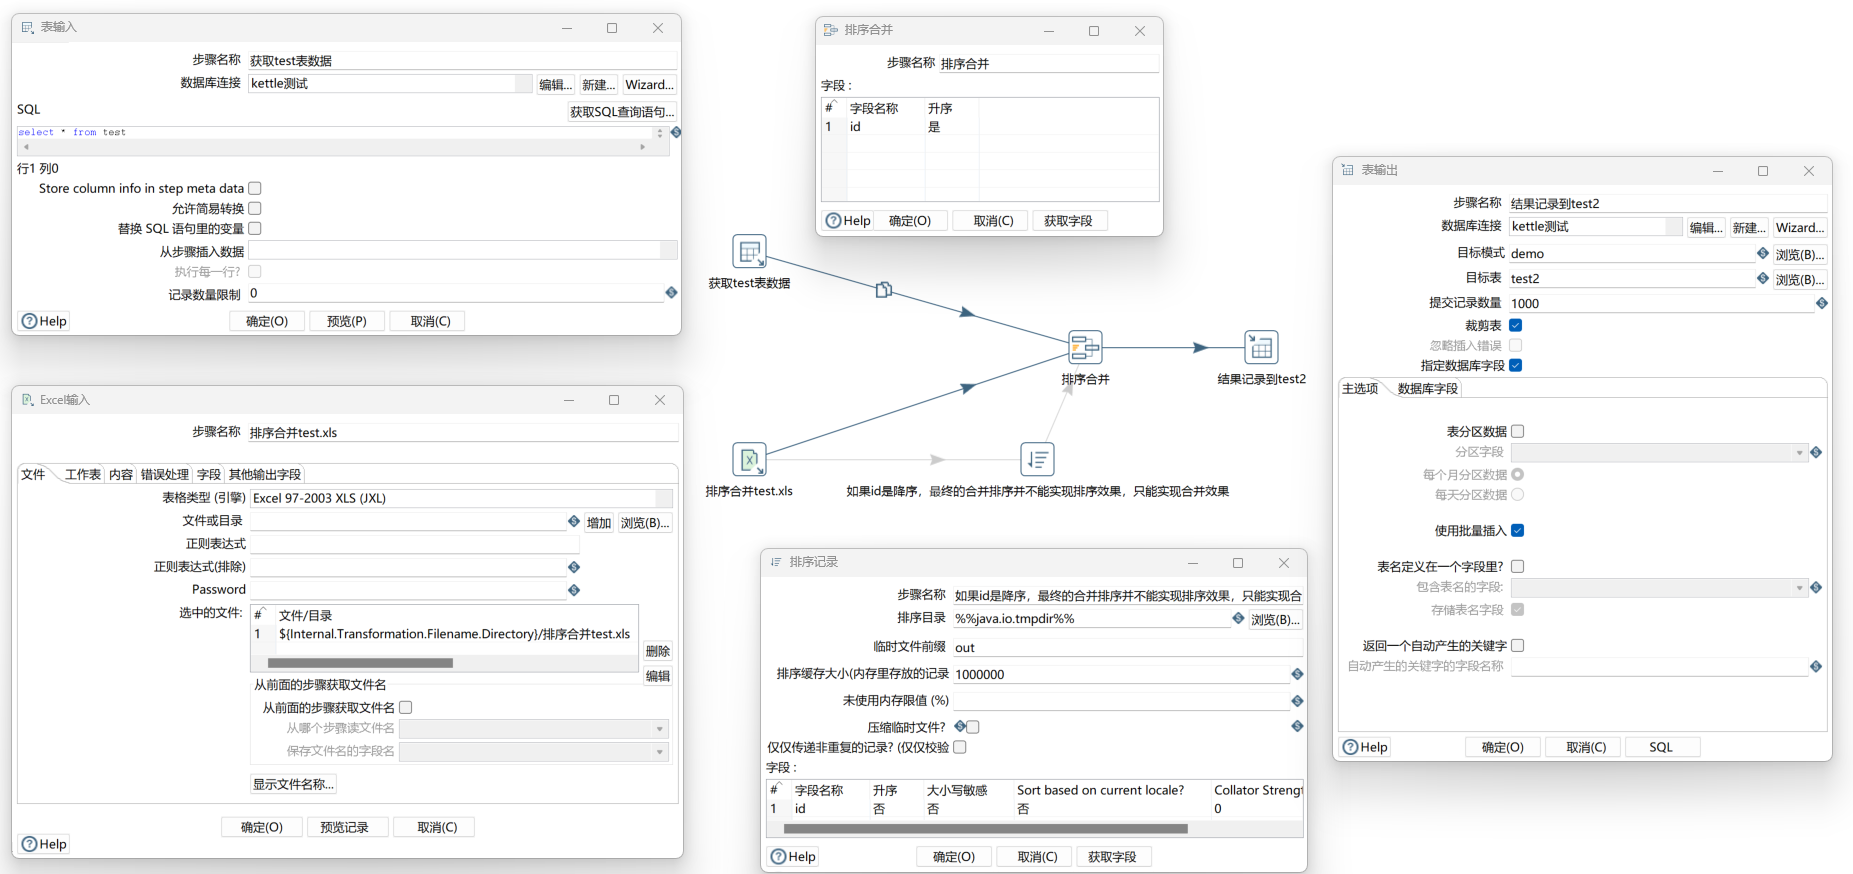 表输入
步骤名称 获取test表数据
数据库连接 kettle测试 编辑... 新建... Wizard...
SQL 获取SQL查询语句...
select * from test
行1 列0
Store column info in step meta data
允许简易转换
替换 SQL 语句里的变量
从步骤插入数据
执行每一行?
记录数量限制 0
Help 确定(O) 预览(P) 取消(C)
Excel输入
步骤名称 排序合并test.xls
文件 工作表 内容 错误处理 字段 其他输出字段
表格类型 (引擎) Excel 97-2003 XLS (JXL)
文件或目录 增加 浏览(B)...
正则表达式
正则表达式(排除)
Password
选中的文件: # 文件/目录
1 ${Internal.Transformation.Filename.Directory}/排序合并test.xls
删除
编辑
从前面的步骤获取文件名
从前面的步骤获取文件名
从哪个步骤读文件名
保存文件名的字段名
显示文件名称...
确定(O) 预览记录 取消(C)
Help
排序合并
步骤名称 排序合并
字段 :
# 字段名称 升序
1 id 是
Help 确定(O) 取消(C) 获取字段
获取test表数据
排序合并
结果记录到test2
排序合并test.xls
如果id是降序，最终的合并排序并不能实现排序效果，只能实现合并效果
排序记录
步骤名称 如果id是降序，最终的合并排序并不能实现排序效果，只能实现合
排序目录 %%java.io.tmpdir%% 浏览(B)...
临时文件前缀 out
排序缓存大小(内存里存放的记录 1000000
未使用内存限值 (%)
压缩临时文件?
仅仅传递非重复的记录? (仅仅校验
字段 :
# 字段名称 升序 大小写敏感 Sort based on current locale? Collator Strengt
1 id 否 否 否 0
Help 确定(O) 取消(C) 获取字段
表输出
步骤名称 结果记录到test2
数据库连接 kettle测试 编辑... 新建... Wizard...
目标模式 demo 浏览(B)...
目标表 test2 浏览(B)...
提交记录数量 1000
裁剪表
忽略插入错误
指定数据库字段
主选项 数据库字段
表分区数据
分区字段
每个月分区数据
每天分区数据
使用批量插入
表名定义在一个字段里?
包含表名的字段:
存储表名字段
返回一个自动产生的关键字
自动产生的关键字的字段名称
Help 确定(O) 取消(C) SQL